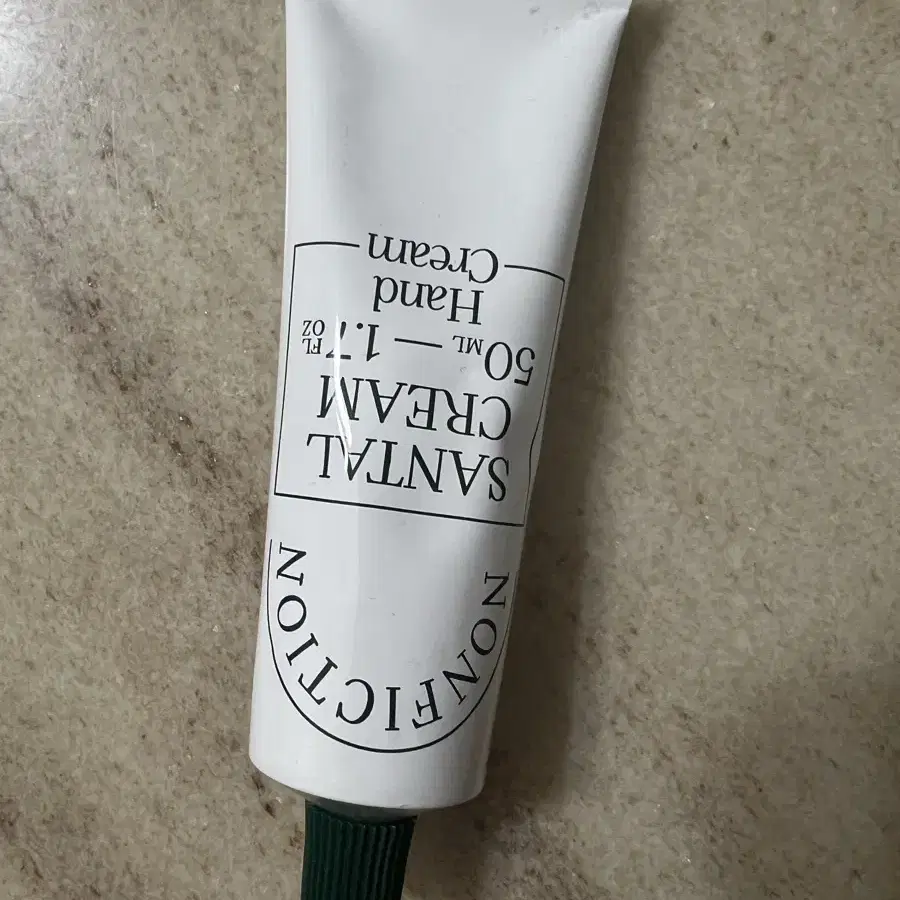 NONFICTION
SANTAL
CREAM
50 ML — 1.7 FL OZ
Hand
Cream